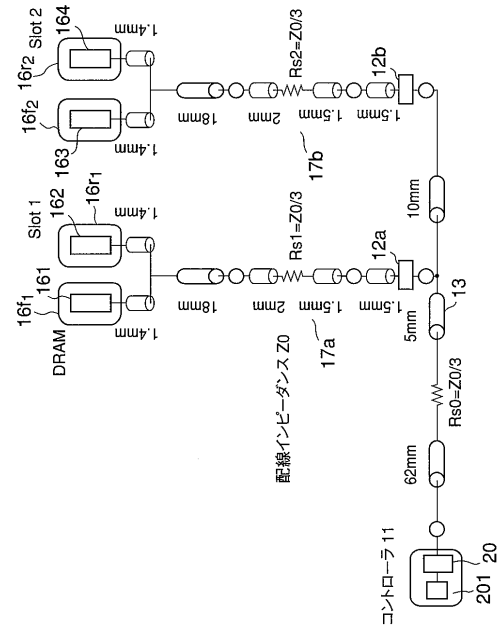 Slot 1
Slot 2
16f1
161
162
16r1
16f2
163
164
16r2
DRAM
1.4mm
1.4mm
1.4mm
1.4mm
18mm
18mm
2mm
2mm
Rs1=Z0/3
Rs2=Z0/3
1.5mm
1.5mm
17a
17b
1.5mm
1.5mm
12a
12b
配線インピーダンス Z0
コントローラ 11
20
201
62mm
Rs0=Z0/3
5mm
13
10mm